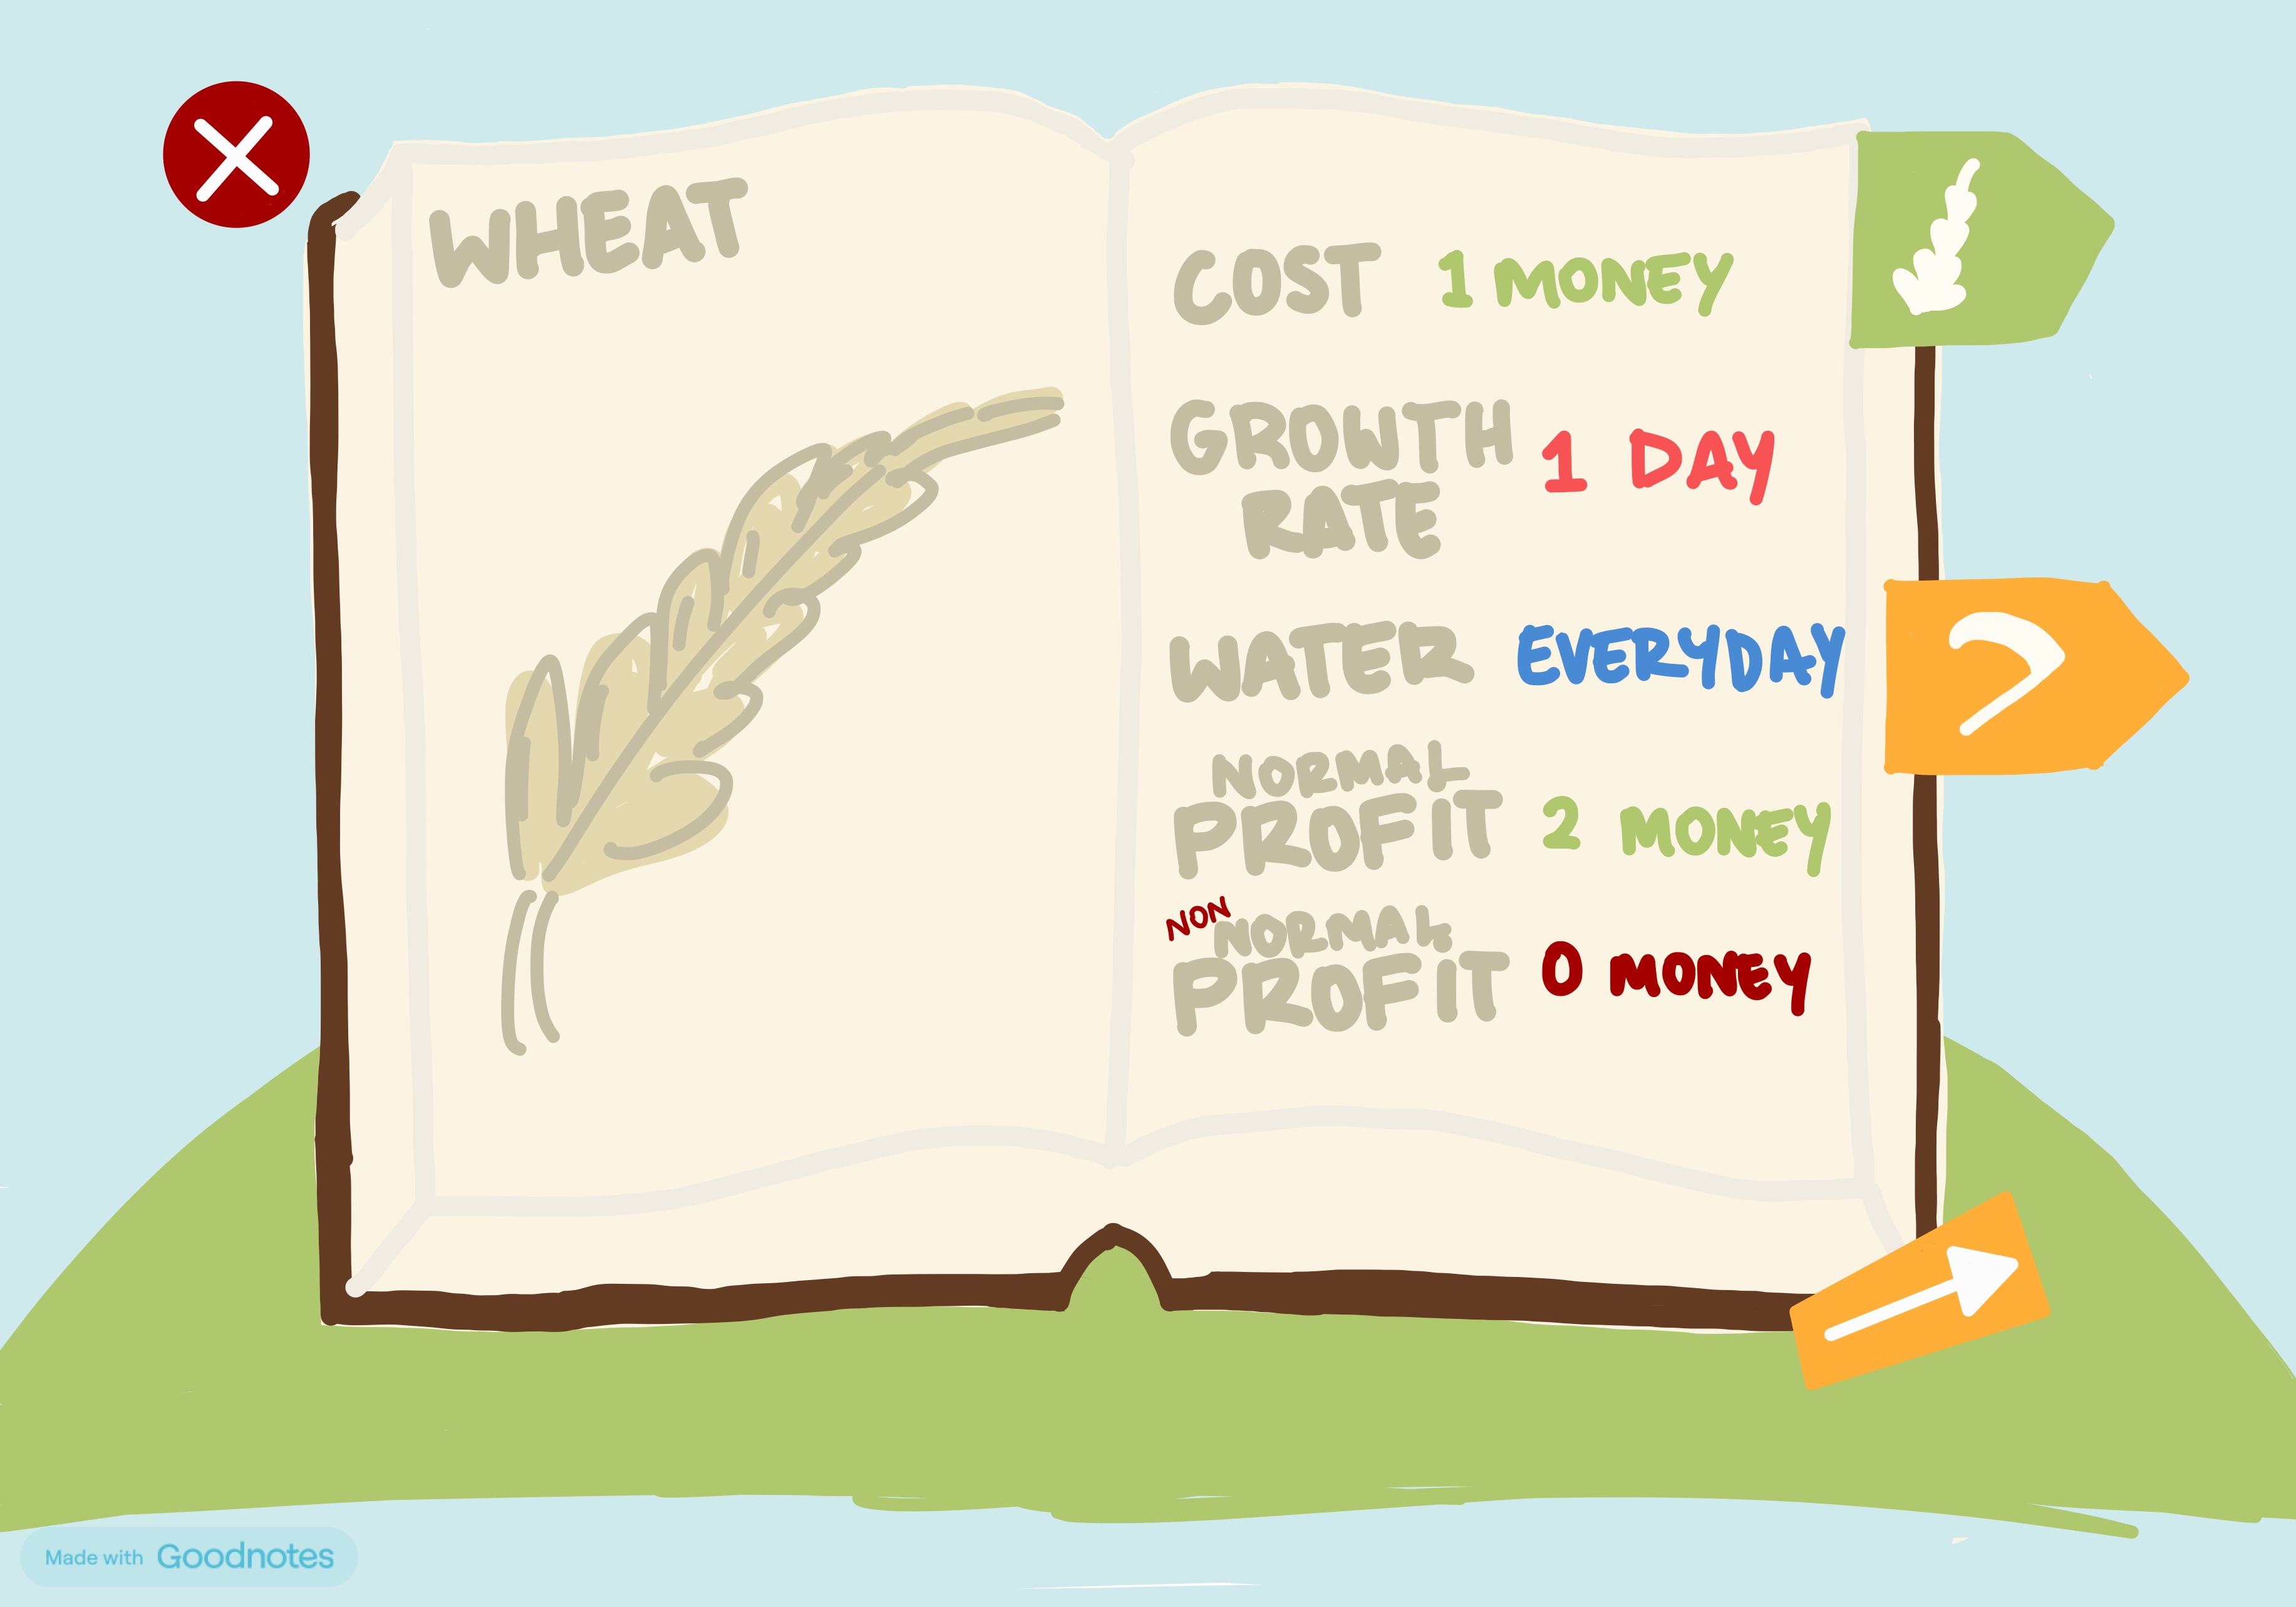 WHEAT
COST 1 MONEY
GROWTH RATE 1 DAY
WATER EVERYDAY
NORMAL PROFIT 2 MONEY
NON NORMAL PROFIT 0 MONEY
Made with Goodnotes